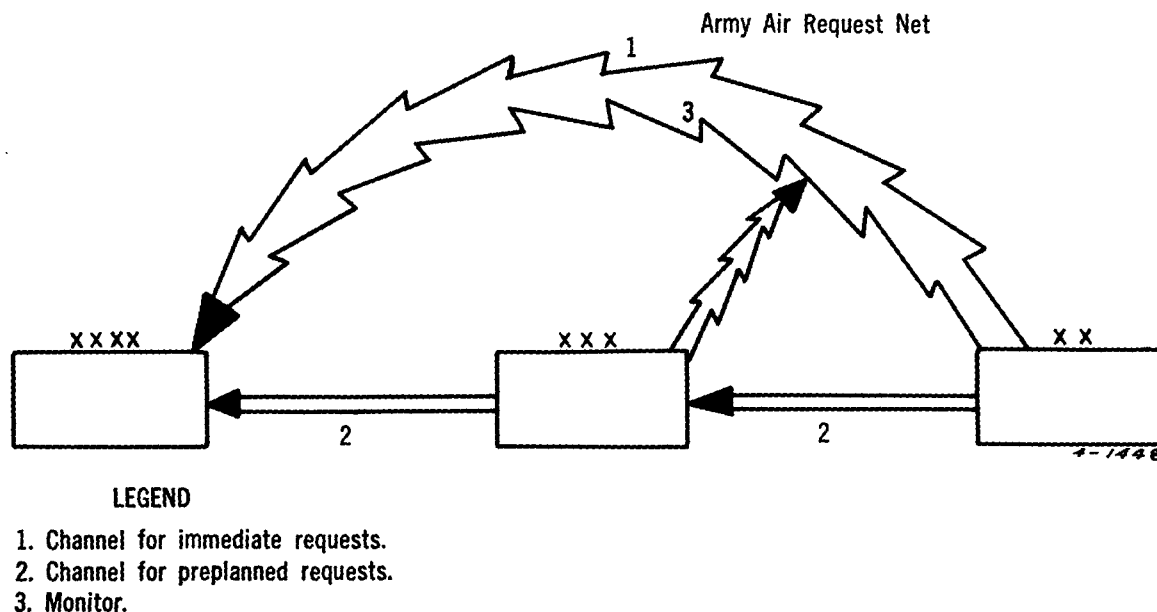 Army Air Request Net
1
3
xxxx
xxx
xx
2
2
LEGEND
1. Channel for immediate requests.
2. Channel for preplanned requests.
3. Monitor.